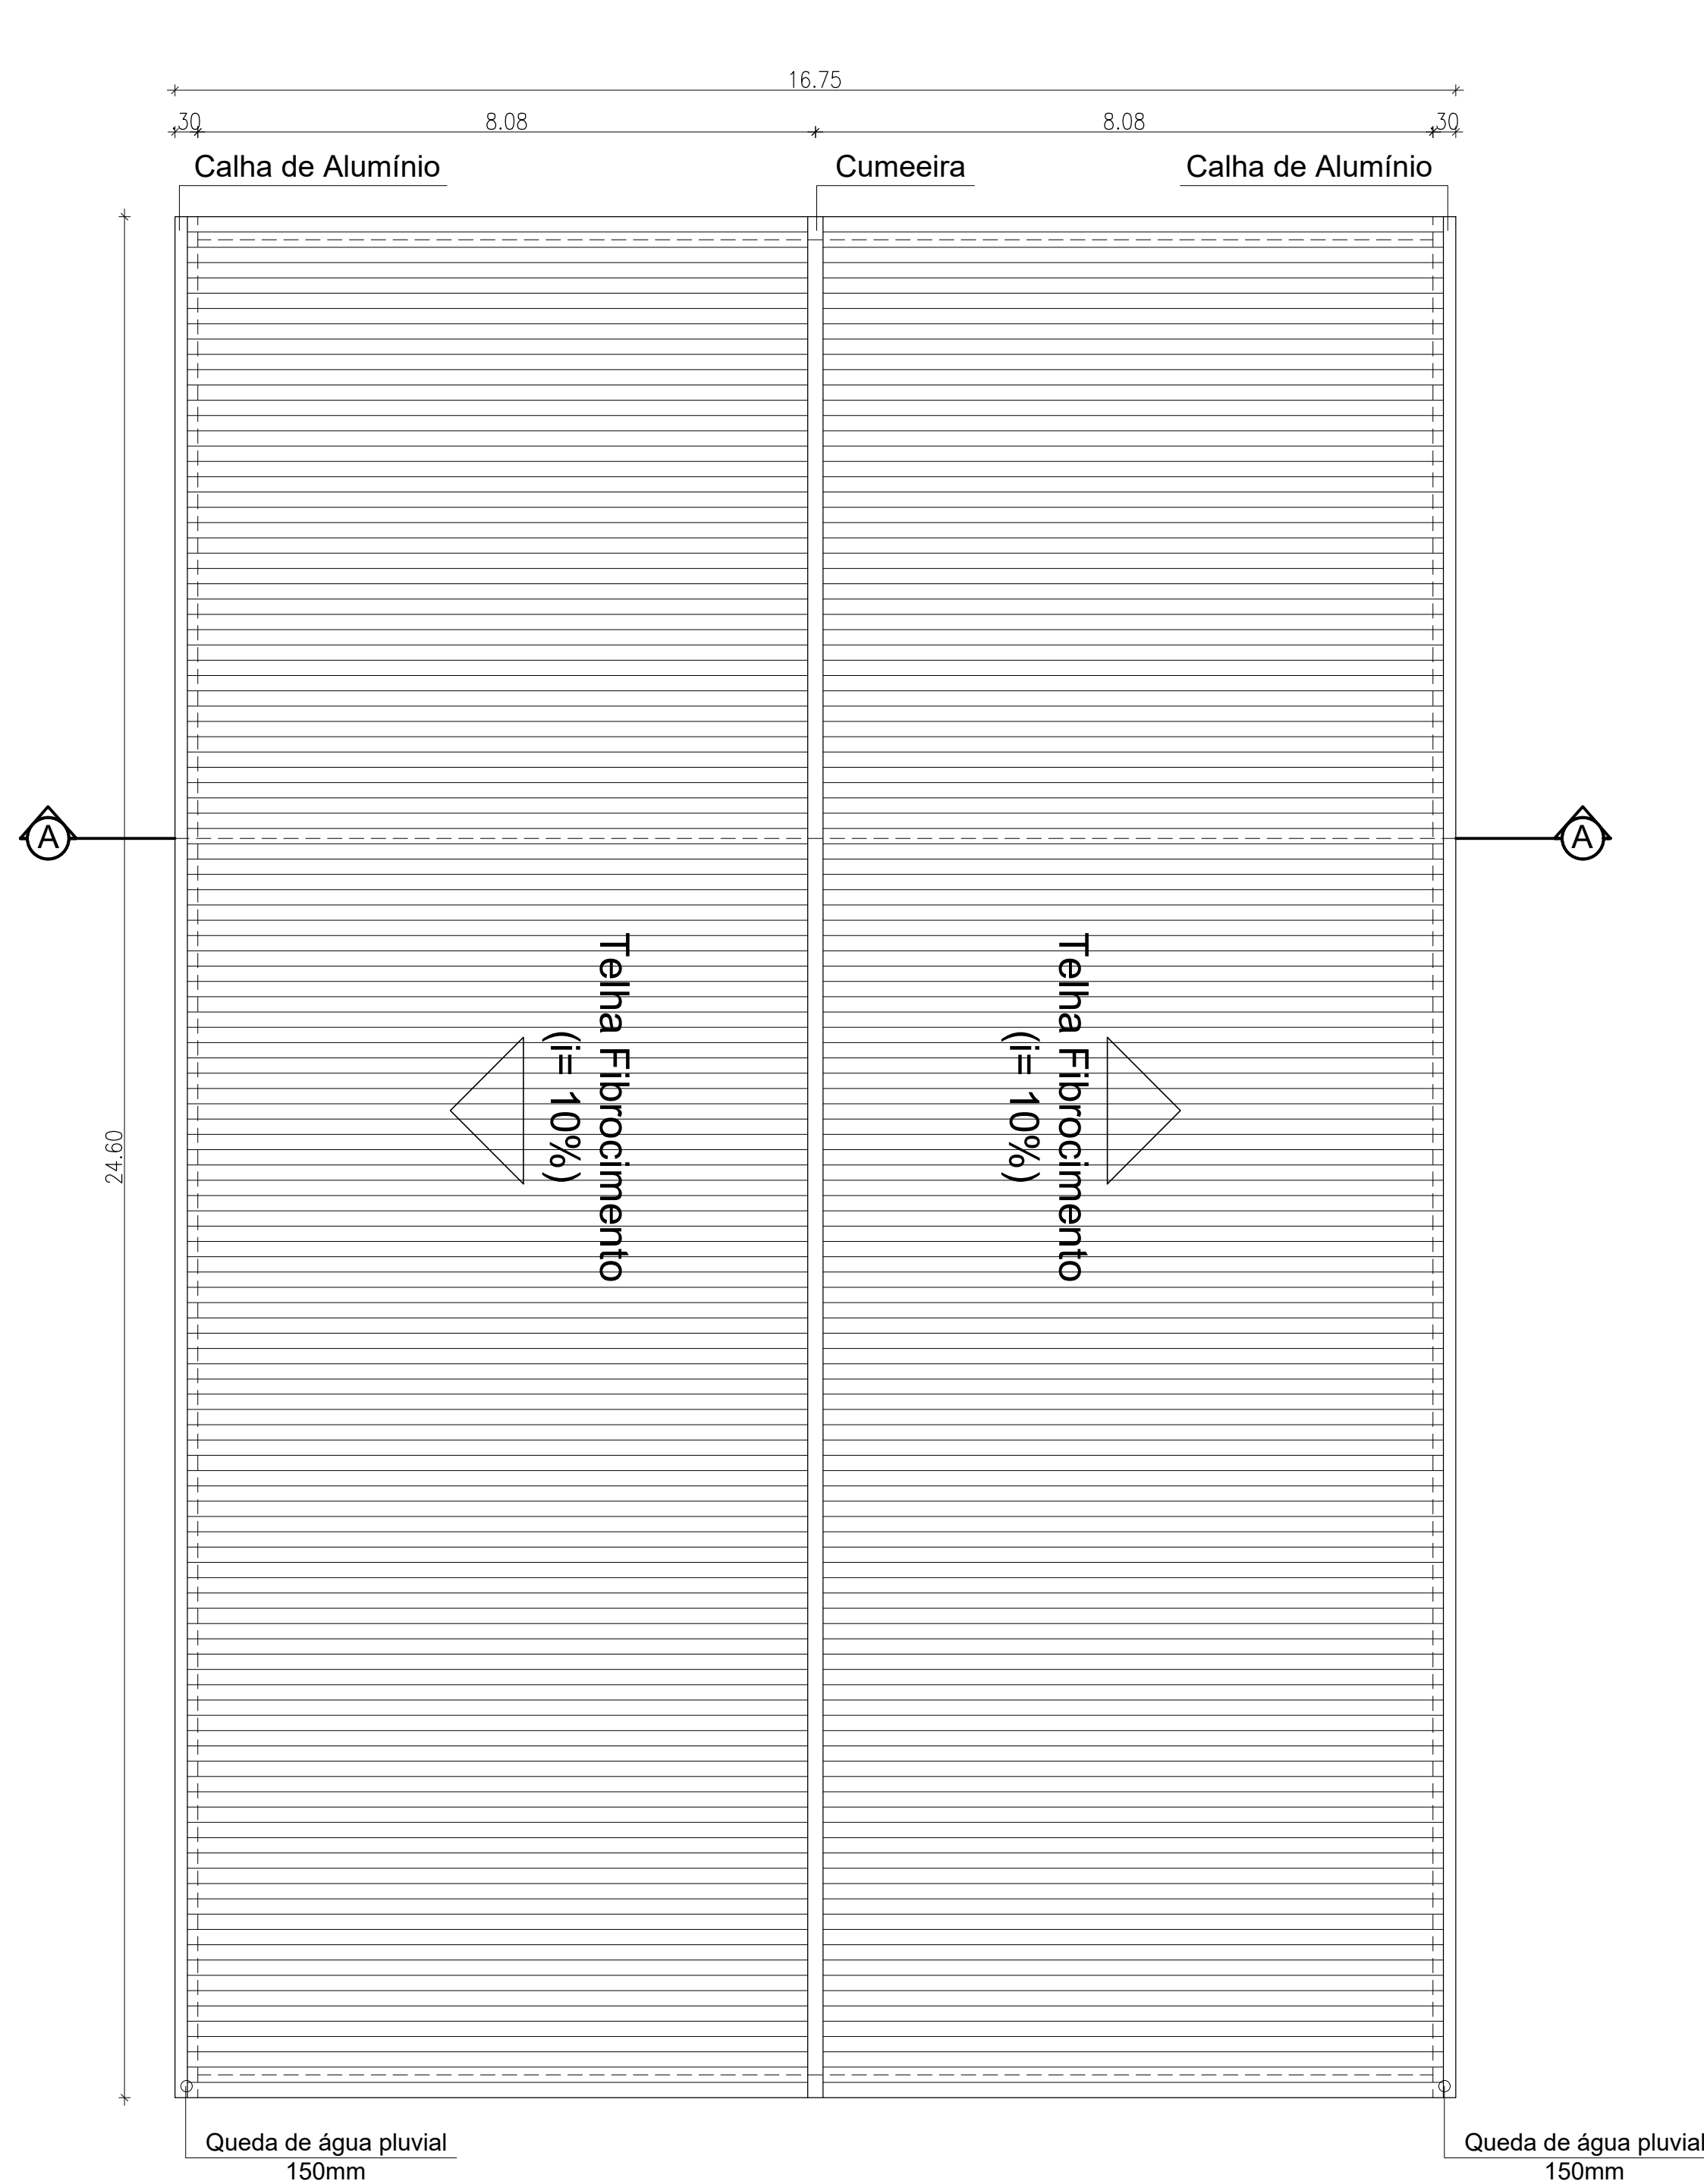 16.75
.30
8.08
8.08
.30
Calha de Alumínio
Cumeeira
Calha de Alumínio
A
A
Telha Fibrocimento
(i= 10%)
Telha Fibrocimento
(i= 10%)
24.60
Queda de água pluvial
150mm
Queda de água pluvial
150mm